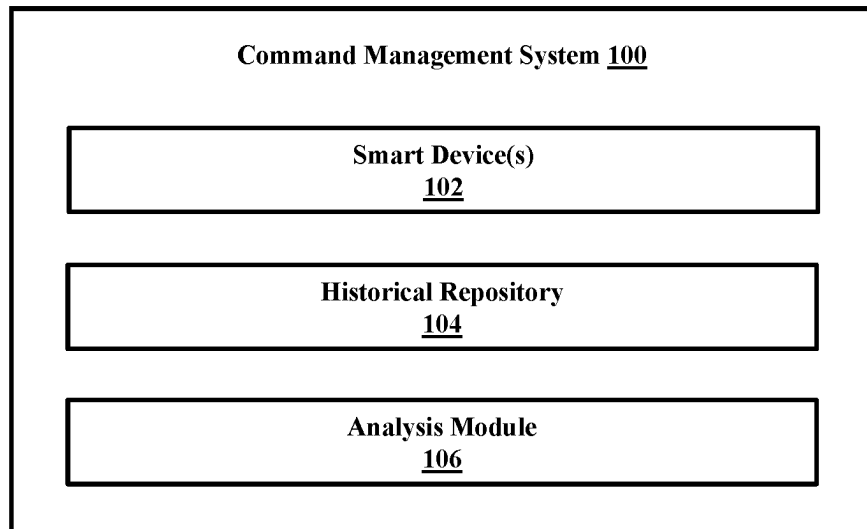 Command Management System 100
Smart Device(s)
102
Historical Repository
104
Analysis Module
106